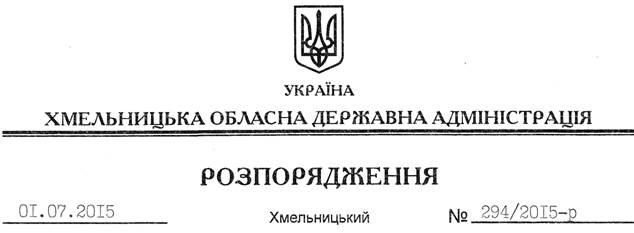 УКРАЇНА
ХМЕЛЬНИЦЬКА ОБЛАСНА ДЕРЖАВНА АДМІНІСТРАЦІЯ
РОЗПОРЯДЖЕННЯ
01.07.2015 Хмельницький № 294/2015-р